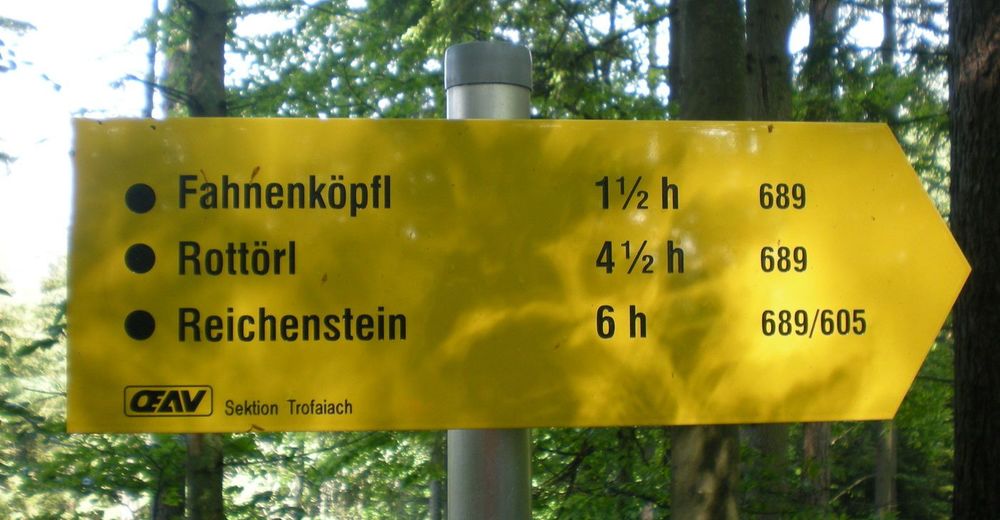 Fahnenköpfl 1½ h 689
Rottörl 4½ h 689
Reichenstein 6 h 689/605
ŒAV Sektion Trofaiach